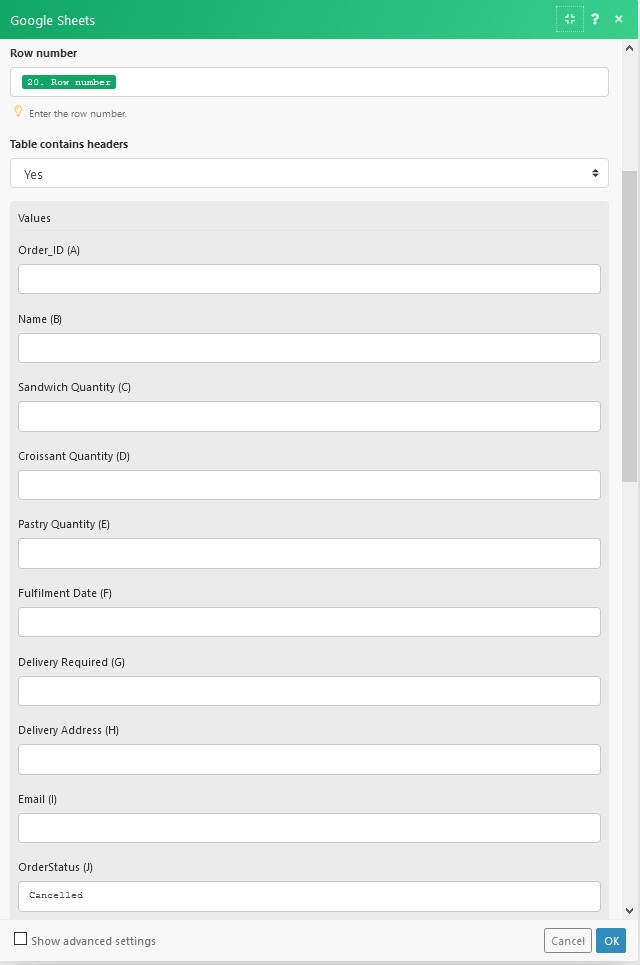 Google Sheets
?
×
Row number
20. Row number
Enter the row number.
Table contains headers
Yes
Values
Order_ID (A)
Name (B)
Sandwich Quantity (C)
Croissant Quantity (D)
Pastry Quantity (E)
Fulfilment Date (F)
Delivery Required (G)
Delivery Address (H)
Email (I)
OrderStatus (J)
Cancelled
Show advanced settings
Cancel
OK